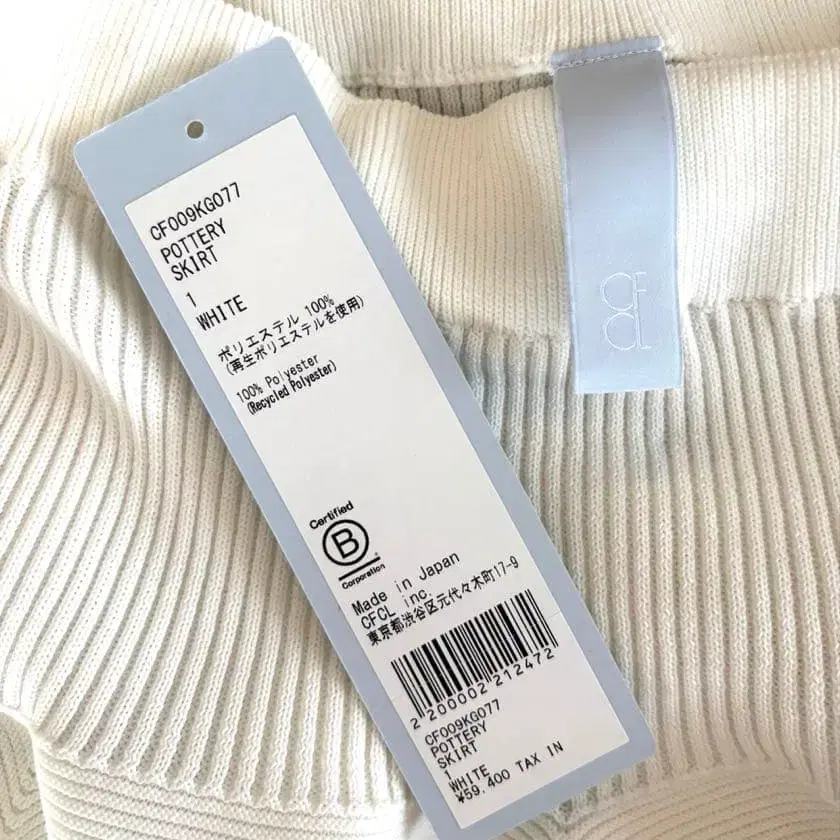 CF009KG077
POTTERY
SKIRT
1
WHITE
ポリエステル 100%
(再生ポリエステルを使用)
100% Polyester
(Recycled Polyester)
Certified
B
Corporation
Made in Japan
CFCL inc.
東京都渋谷区元代々木町17-9
2 200002 212472
CF009KG077
POTTERY
SKIRT
1
WHITE
¥59,400 TAX IN
CF
CL